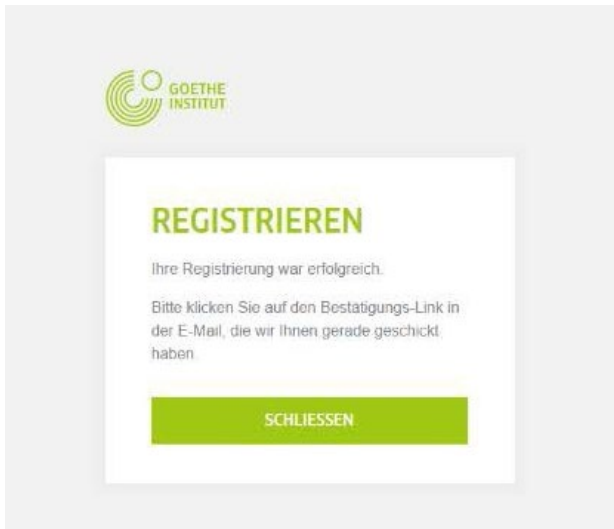 GOETHE
INSTITUT
REGISTRIEREN
Ihre Registrierung war erfolgreich.
Bitte klicken Sie auf den Bestätigungs-Link in
der E-Mail, die wir Ihnen gerade geschickt
haben
SCHLIESSEN